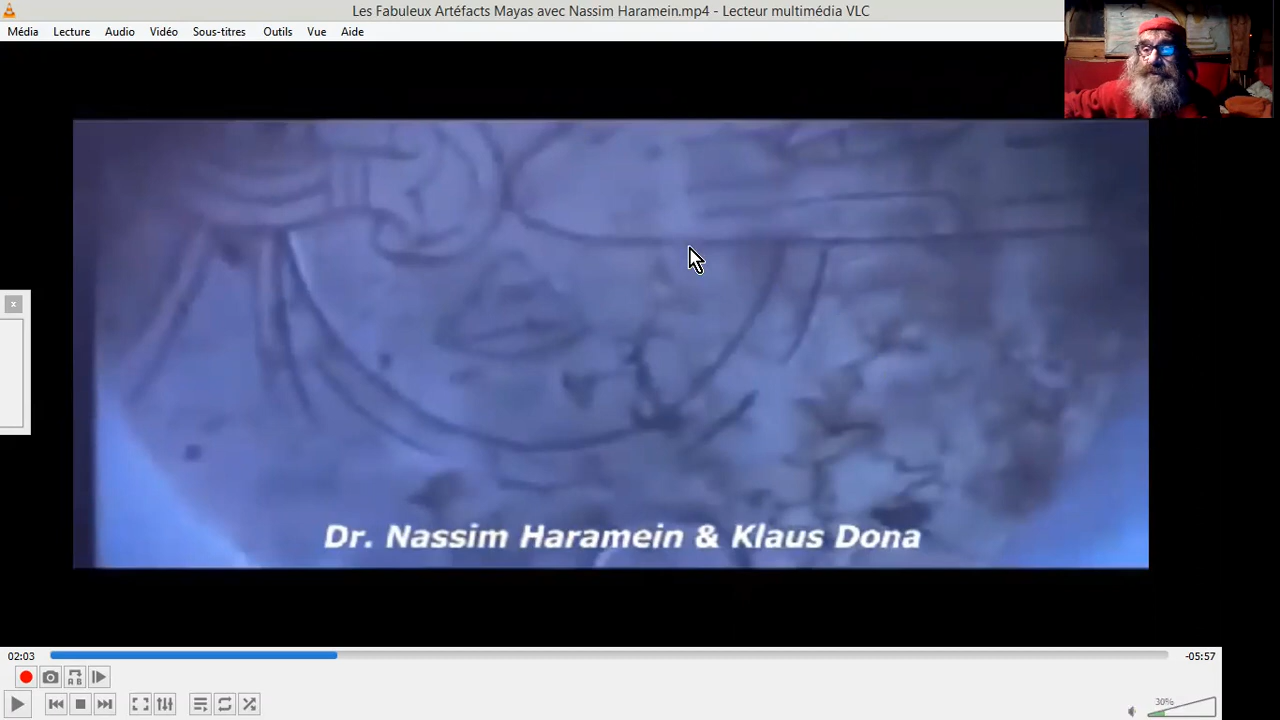 Les Fabuleux Artéfacts Mayas avec Nassim Haramein.mp4 - Lecteur multimédia VLC
Média Lecture Audio Vidéo Sous-titres Outils Vue Aide
x
Dr. Nassim Haramein & Klaus Dona
02:03
-05:57
30%